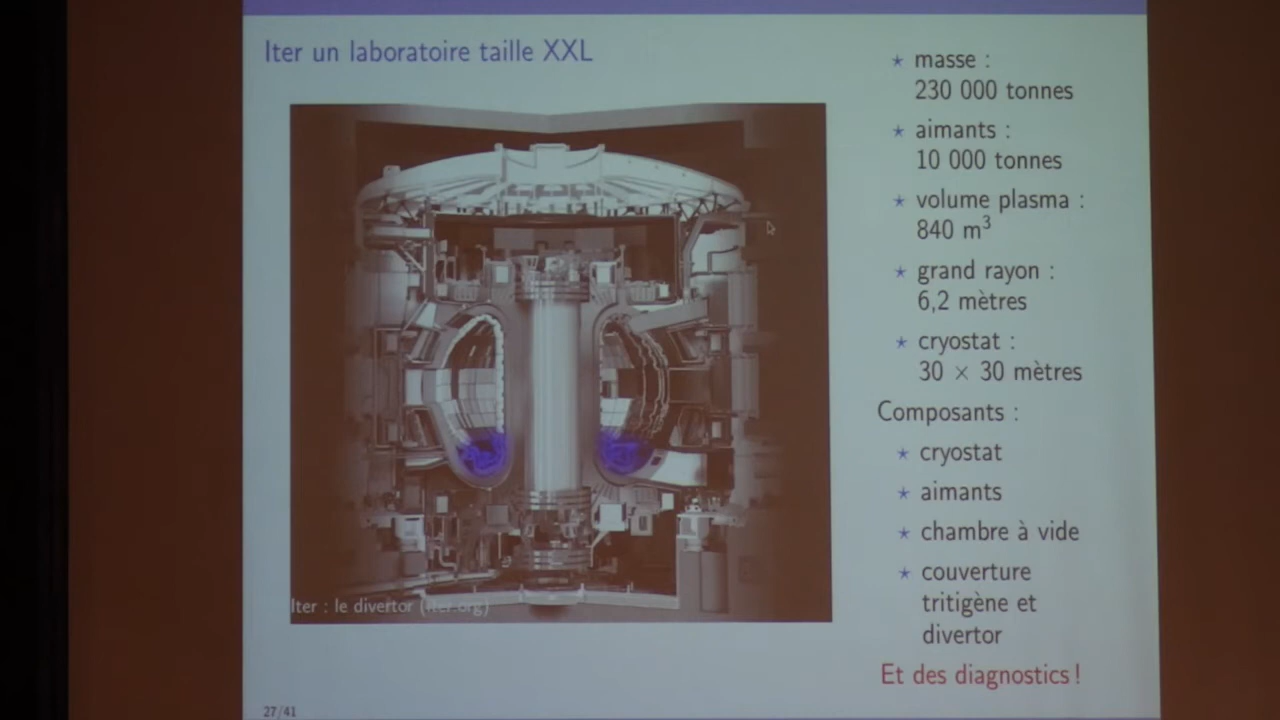 Iter un laboratoire taille XXL
Iter : le divertor (iter.org)
27/41
⋆ masse :
230 000 tonnes
⋆ aimants :
10 000 tonnes
⋆ volume plasma :
840 m³
⋆ grand rayon :
6,2 mètres
⋆ cryostat :
30 × 30 mètres
Composants :
⋆ cryostat
⋆ aimants
⋆ chambre à vide
⋆ couverture
tritigène et
divertor
Et des diagnostics !